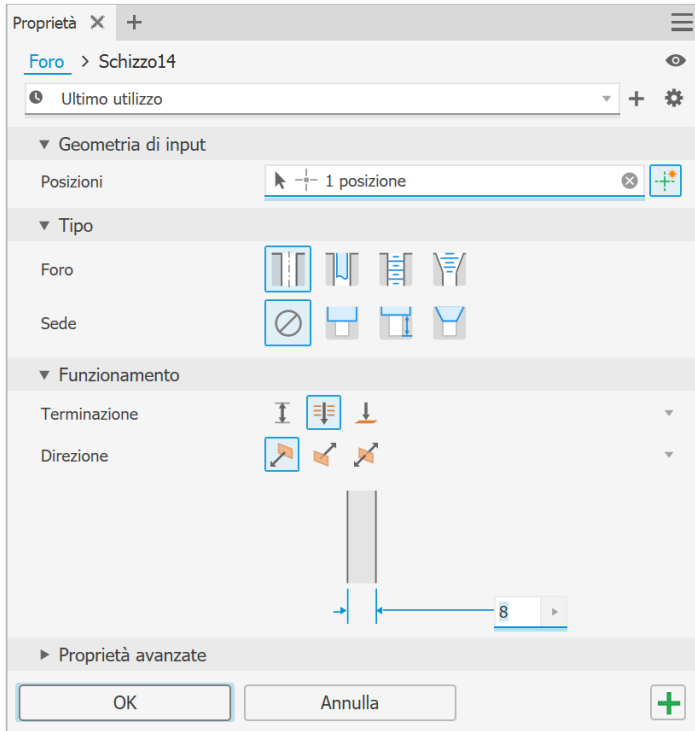 Proprietà
Foro > Schizzo14
Ultimo utilizzo
Geometria di input
Posizioni 1 posizione
Tipo
Foro
Sede
Funzionamento
Terminazione
Direzione
8
Proprietà avanzate
OK Annulla